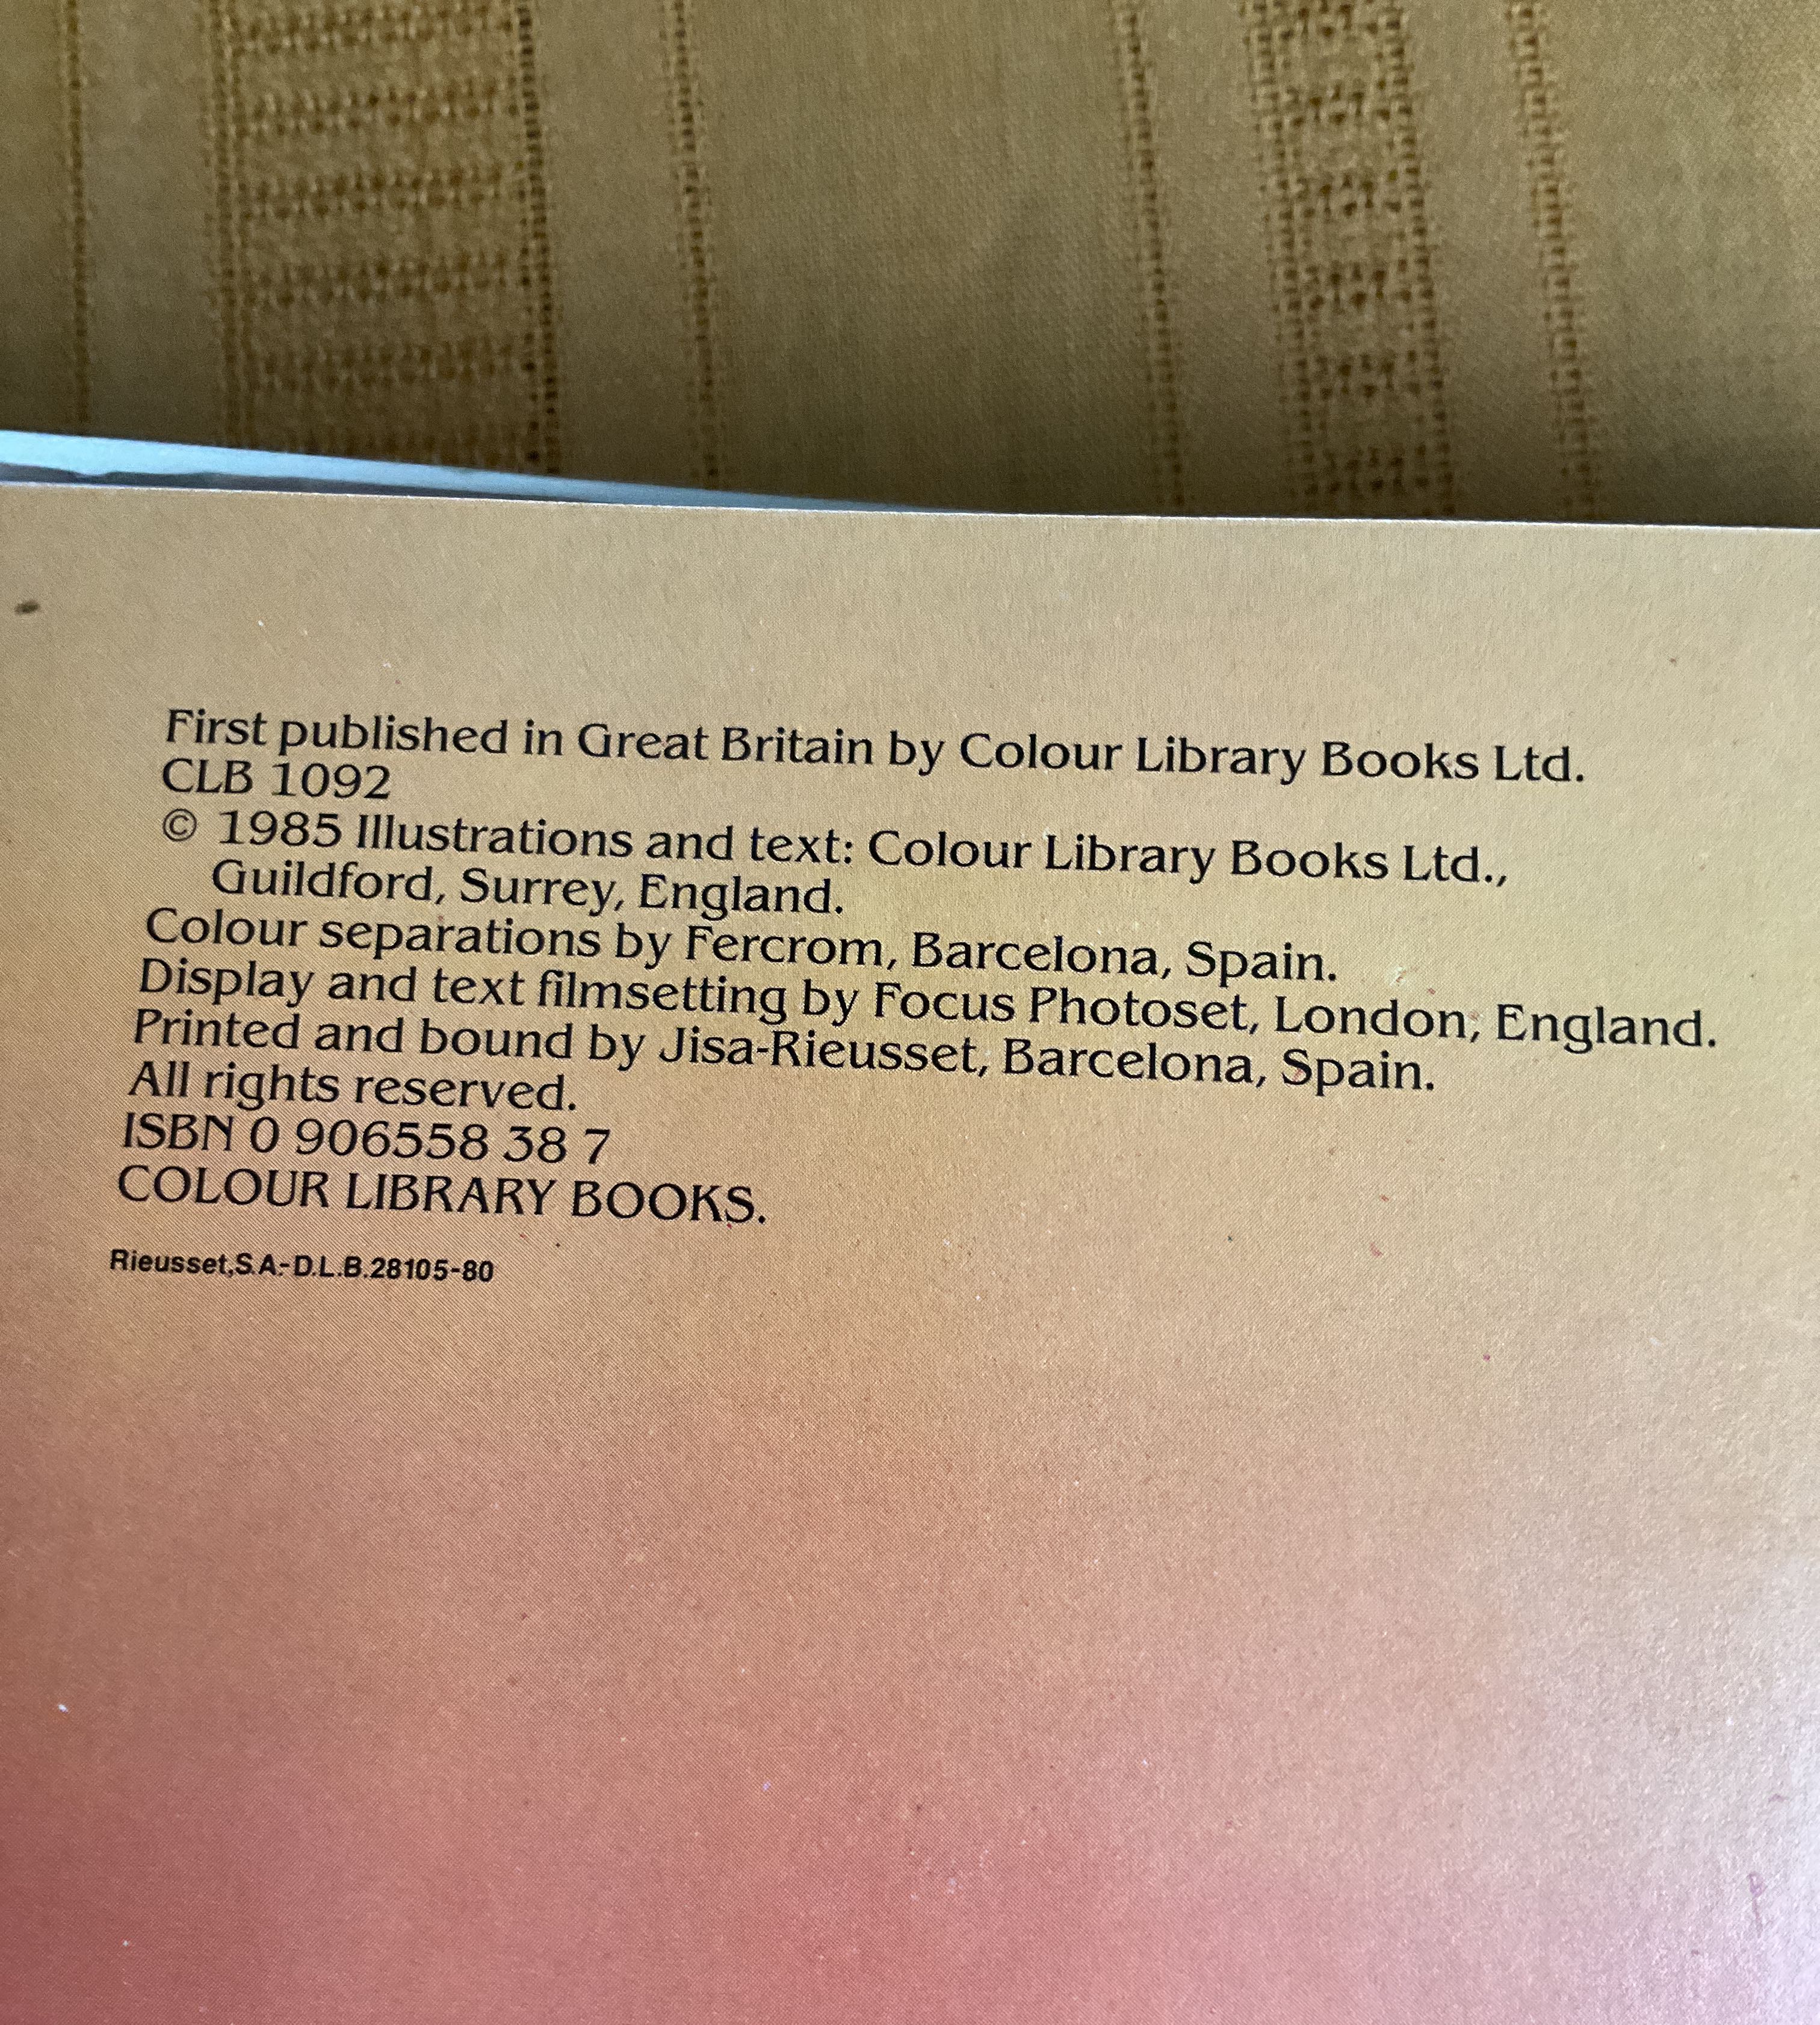 First published in Great Britain by Colour Library Books Ltd.
CLB 1092
© 1985 Illustrations and text: Colour Library Books Ltd.,
Guildford, Surrey, England.
Colour separations by Fercrom, Barcelona, Spain.
Display and text filmsetting by Focus Photoset, London, England.
Printed and bound by Jisa-Rieusset, Barcelona, Spain.
All rights reserved.
ISBN 0 906558 38 7
COLOUR LIBRARY BOOKS.
Rieusset,S.A.-D.L.B.28105-80